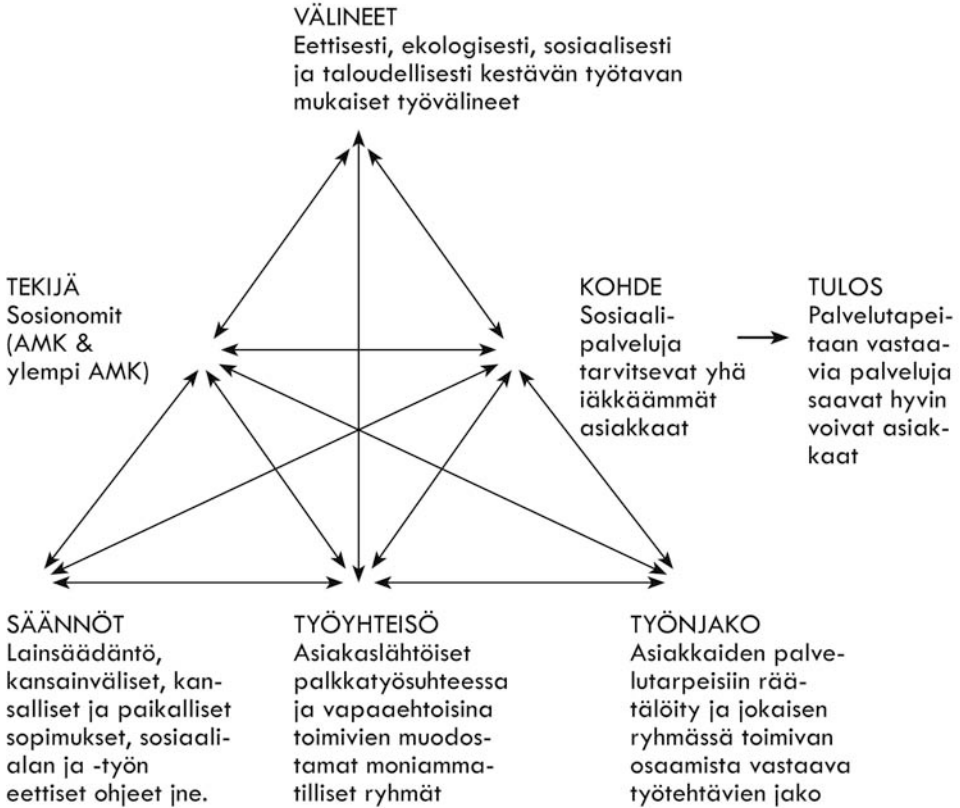 VÄLINEET
Eettisesti, ekologisesti, sosiaalisesti
ja taloudellisesti kestävän työtavan
mukaiset työvälineet
TEKIJÄ
Sosionomit
(AMK &
ylempi AMK)
KOHDE
Sosiaali-
palveluja
tarvitsevat yhä
iäkkäämmät
asiakkaat
TULOS
Palvelutapei-
taan vastaa-
via palveluja
saavat hyvin
voivat asiak-
kaat
SÄÄNNÖT
Lainsäädäntö,
kansainväliset, kan-
salliset ja paikalliset
sopimukset, sosiaali-
alan ja -työn
eettiset ohjeet jne.
TYÖYHTEISÖ
Asiakaslähtöiset
palkkatyösuhteessa
ja vapaaehtoisina
toimivien muodos-
tamat moniamma-
tilliset ryhmät
TYÖNJAKO
Asiakkaiden palve-
lutarpeisiin rää-
tälöity ja jokaisen
ryhmässä toimivan
osaamista vastaava
työtehtävien jako